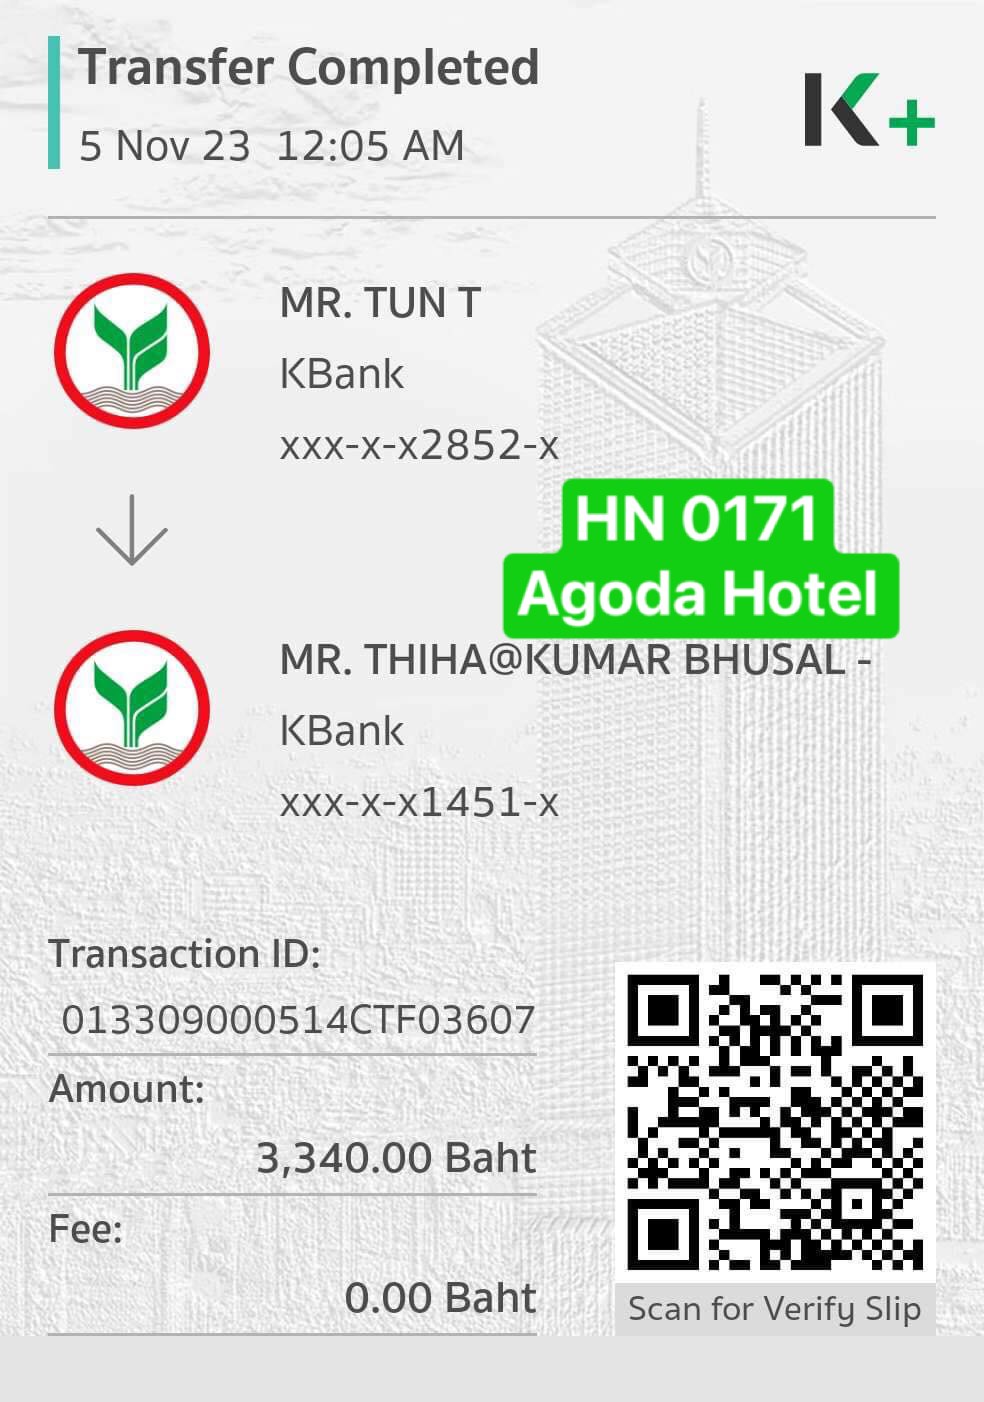 Transfer Completed
5 Nov 23 12:05 AM
K+
MR. TUN T
KBank
xxx-x-x2852-x
HN 0171
Agoda Hotel
MR. THIHA@KUMAR BHUSAL -
KBank
xxx-x-x1451-x
Transaction ID:
013309000514CTF03607
Amount:
3,340.00 Baht
Fee:
0.00 Baht
Scan for Verify Slip